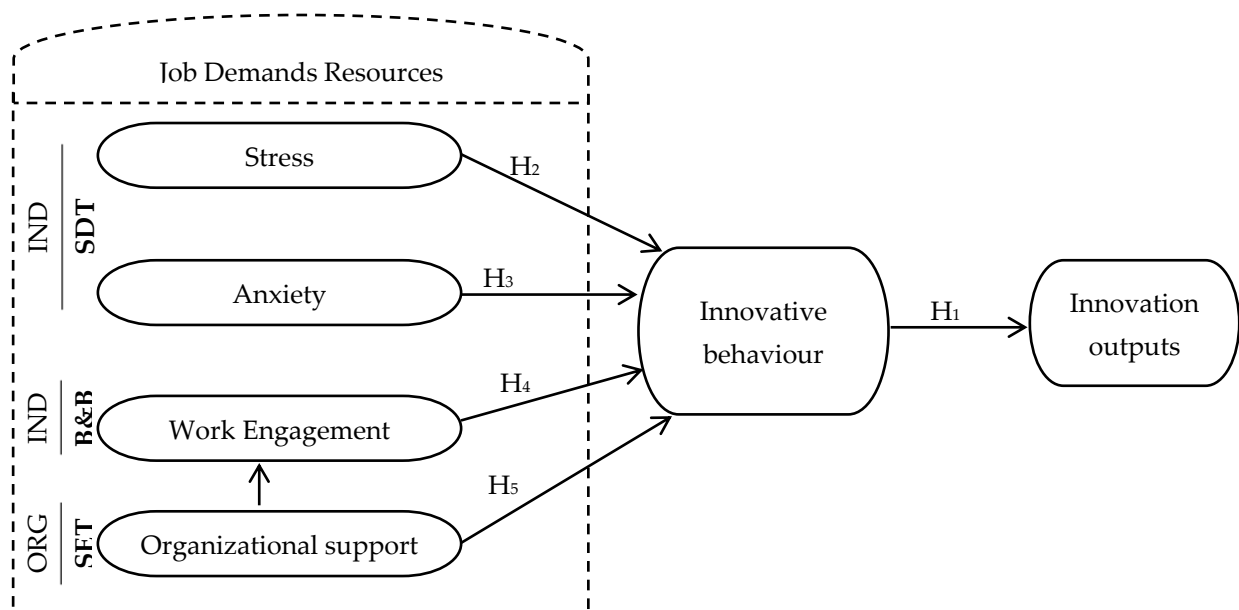 Job Demands Resources
Stress
H₂
IND
SDT
Anxiety
H₃
Innovative
behaviour
H₁
Innovation
outputs
IND
B&B
Work Engagement
H₄
ORG
SET
Organizational support
H₅